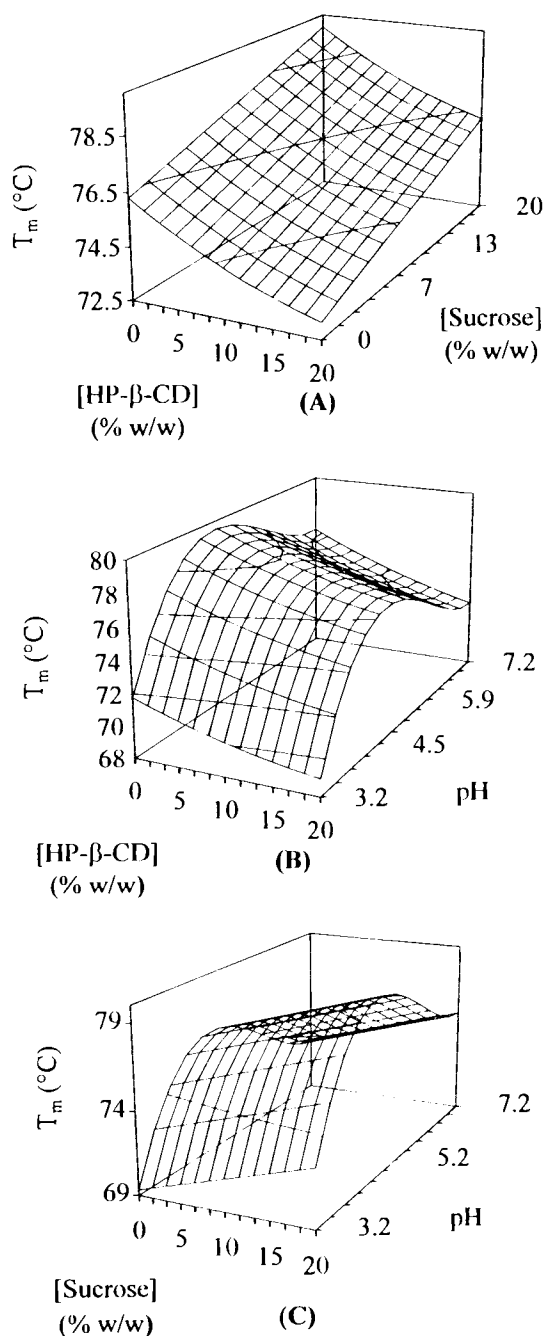 78.5
76.5
74.5
72.5
Tm (°C)
0 5 10 15 20
[HP-β-CD]
(% w/w)
0 7 13 20
[Sucrose]
(% w/w)
(A)
80
78
76
74
72
70
68
Tm (°C)
0 5 10 15 20
[HP-β-CD]
(% w/w)
3.2 4.5 5.9 7.2
pH
(B)
79
74
69
Tm (°C)
0 5 10 15 20
[Sucrose]
(% w/w)
3.2 5.2 7.2
pH
(C)